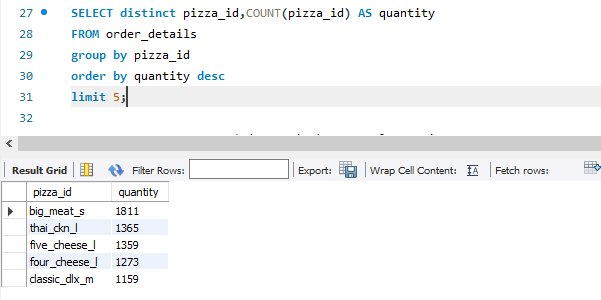 27 SELECT distinct pizza_id,COUNT(pizza_id) AS quantity
28 FROM order_details
29 group by pizza_id
30 order by quantity desc
31 limit 5;
32
Result Grid Filter Rows: Export: Wrap Cell Content: Fetch rows:
pizza_id quantity
big_meat_s 1811
thai_ckn_l 1365
five_cheese_l 1359
four_cheese_l 1273
classic_dlx_m 1159